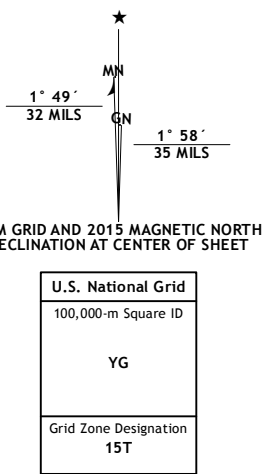 MN
1° 49´
32 MILS
GN
1° 58´
35 MILS
M GRID AND 2015 MAGNETIC NORTH
ECLINATION AT CENTER OF SHEET
U.S. National Grid
100,000-m Square ID
YG
Grid Zone Designation
15T